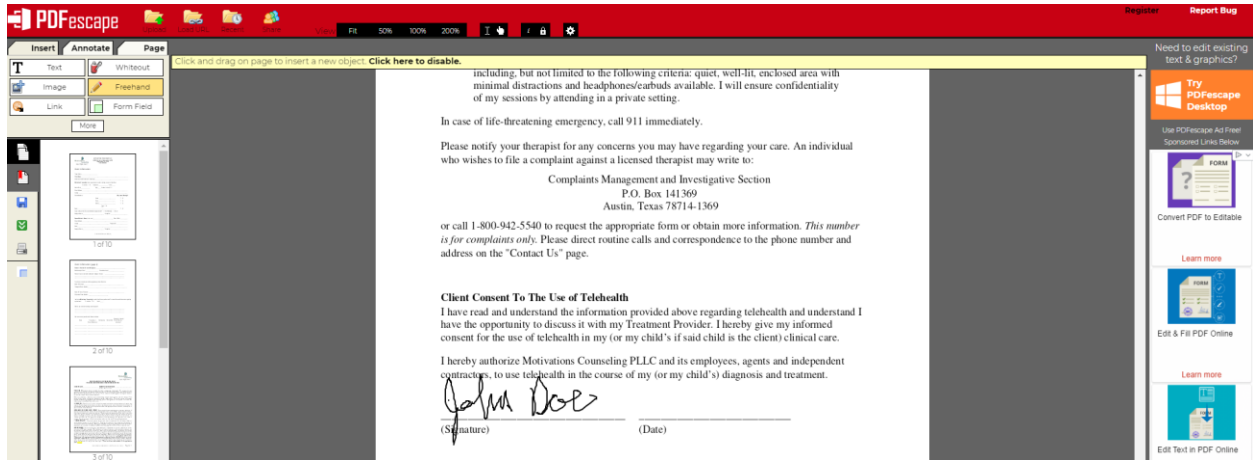 PDFescape
Register
Report Bug
Fit
50%
100%
200%
Insert
Annotate
Page
Text
Whiteout
Image
Freehand
Link
Form Field
More
Click and drag on page to insert a new object. Click here to disable.
Need to edit existing
text & graphics?
Try
PDFescape
Desktop
Use PDFescape Ad Free!
Sponsored Links Below
FORM
Convert PDF to Editable
Learn more
FORM
Edit & Fill PDF Online
Learn more
Edit Text in PDF Online
1 of 10
2 of 10
3 of 10
including, but not limited to the following criteria: quiet, well-lit, enclosed area with
minimal distractions and headphones/earbuds available. I will ensure confidentiality
of my sessions by attending in a private setting.
In case of life-threatening emergency, call 911 immediately.
Please notify your therapist for any concerns you may have regarding your care. An individual
who wishes to file a complaint against a licensed therapist may write to:
Complaints Management and Investigative Section
P.O. Box 141369
Austin, Texas 78714-1369
or call 1-800-942-5540 to request the appropriate form or obtain more information. This number
is for complaints only. Please direct routine calls and correspondence to the phone number and
address on the "Contact Us" page.
Client Consent To The Use of Telehealth
I have read and understand the information provided above regarding telehealth and understand I
have the opportunity to discuss it with my Treatment Provider. I hereby give my informed
consent for the use of telehealth in my (or my child's if said child is the client) clinical care.
I hereby authorize Motivations Counseling PLLC and its employees, agents and independent
contractors, to use telehealth in the course of my (or my child's) diagnosis and treatment.
John Doe
(Signature)
(Date)